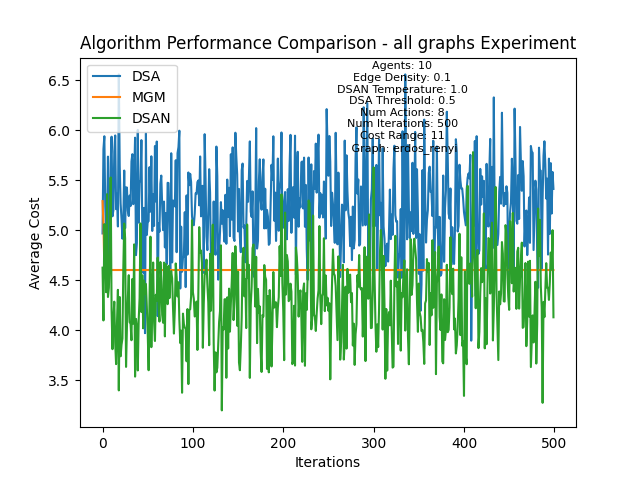 Algorithm Performance Comparison - all graphs Experiment
DSA
MGM
DSAN
Agents: 10
Edge Density: 0.1
DSAN Temperature: 1.0
DSA Threshold: 0.5
Num Actions: 8
Num Iterations: 500
Cost Range: 11
Graph: erdos_renyi
Average Cost
6.5
6.0
5.5
5.0
4.5
4.0
3.5
0 100 200 300 400 500
Iterations